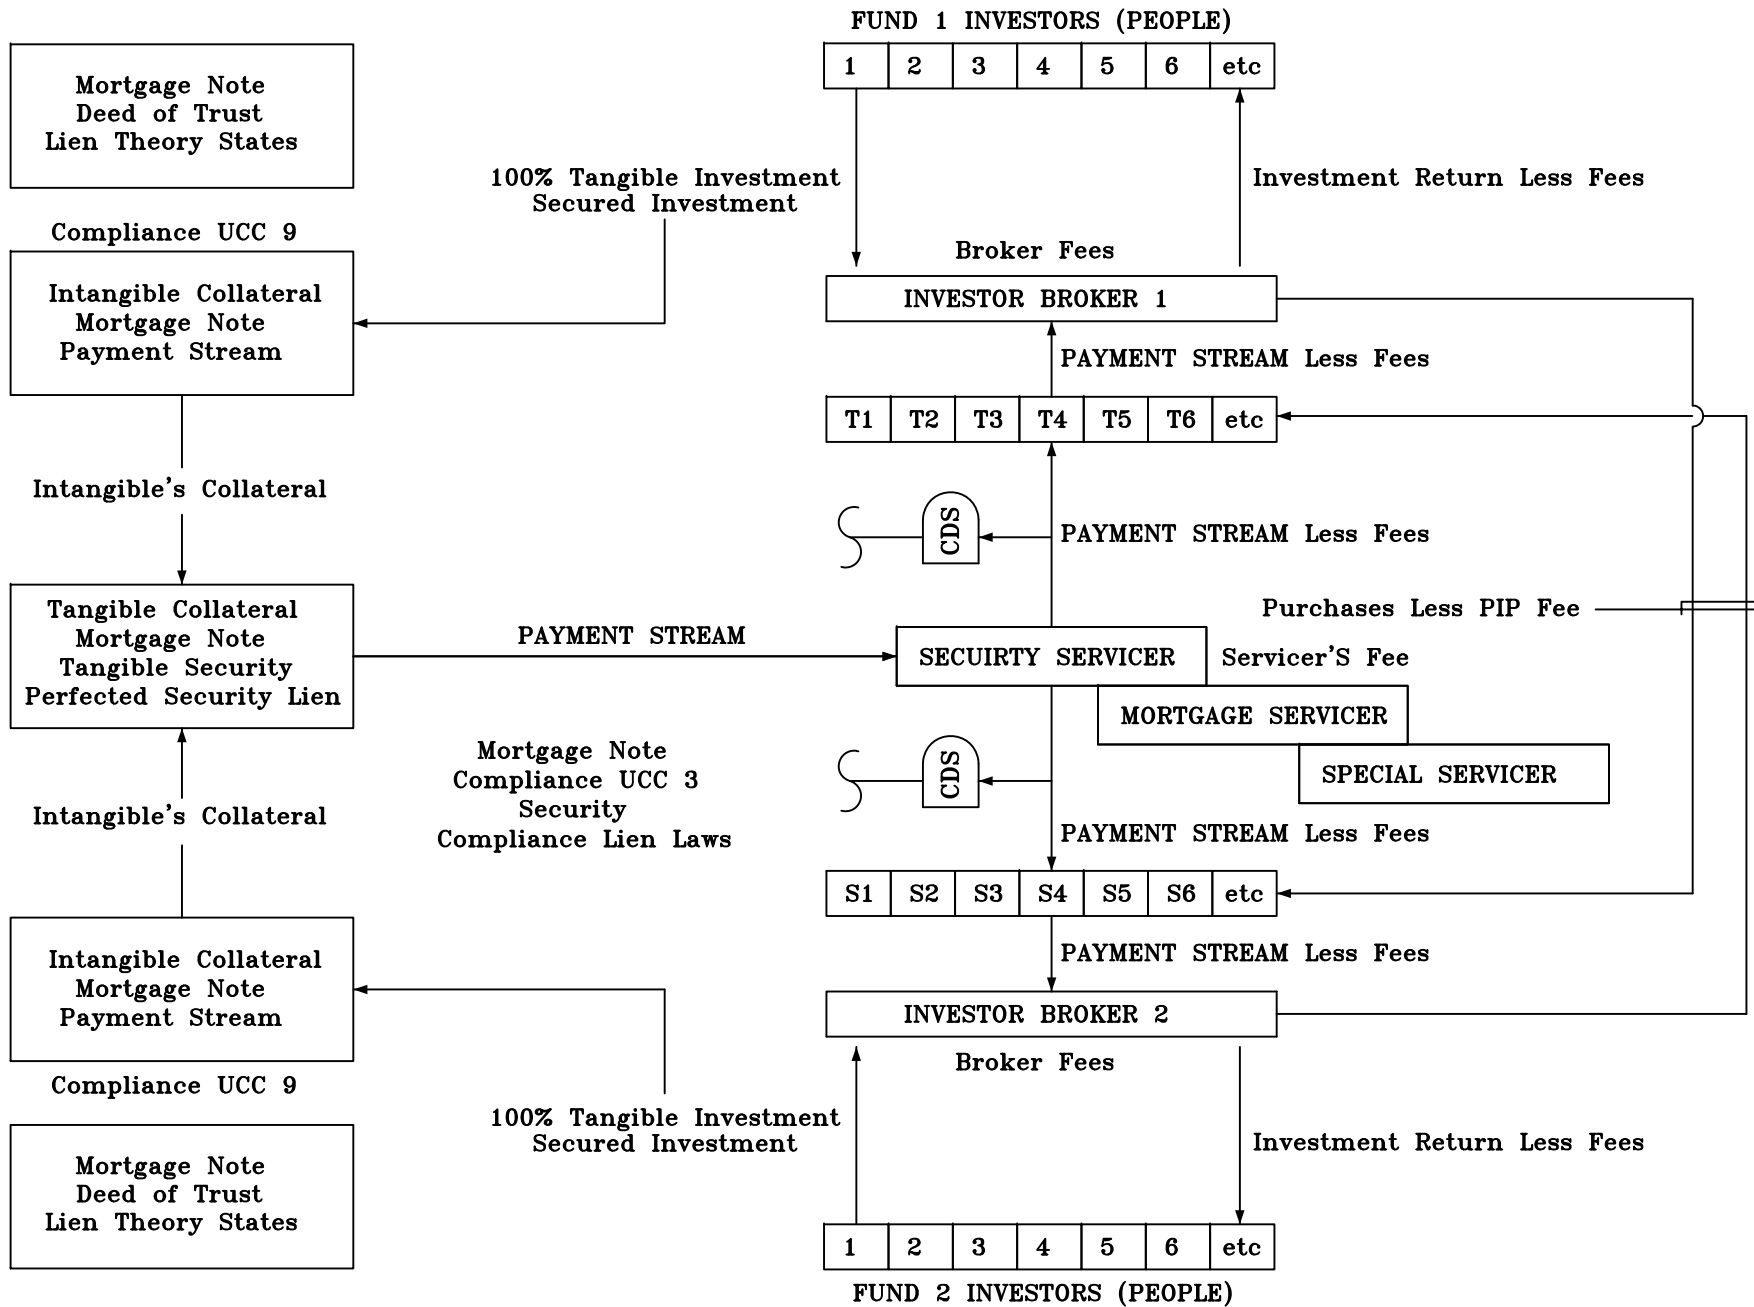 FUND 1 INVESTORS (PEOPLE)
1 2 3 4 5 6 etc
Mortgage Note
Deed of Trust
Lien Theory States
100% Tangible Investment
Secured Investment
Investment Return Less Fees
Compliance UCC 9
Intangible Collateral
Mortgage Note
Payment Stream
Broker Fees
INVESTOR BROKER 1
PAYMENT STREAM Less Fees
T1 T2 T3 T4 T5 T6 etc
Intangible's Collateral
CDS
PAYMENT STREAM Less Fees
Purchases Less PIP Fee
Tangible Collateral
Mortgage Note
Tangible Security
Perfected Security Lien
PAYMENT STREAM
SECUIRTY SERVICER
Servicer'S Fee
MORTGAGE SERVICER
SPECIAL SERVICER
Mortgage Note
Compliance UCC 3
Security
Compliance Lien Laws
CDS
Intangible's Collateral
PAYMENT STREAM Less Fees
S1 S2 S3 S4 S5 S6 etc
PAYMENT STREAM Less Fees
Intangible Collateral
Mortgage Note
Payment Stream
INVESTOR BROKER 2
Broker Fees
Compliance UCC 9
100% Tangible Investment
Secured Investment
Investment Return Less Fees
Mortgage Note
Deed of Trust
Lien Theory States
1 2 3 4 5 6 etc
FUND 2 INVESTORS (PEOPLE)